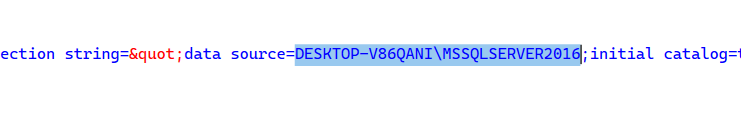 ection string=&quot;data source=DESKTOP-V86QANI\MSSQLSERVER2016;initial catalog=